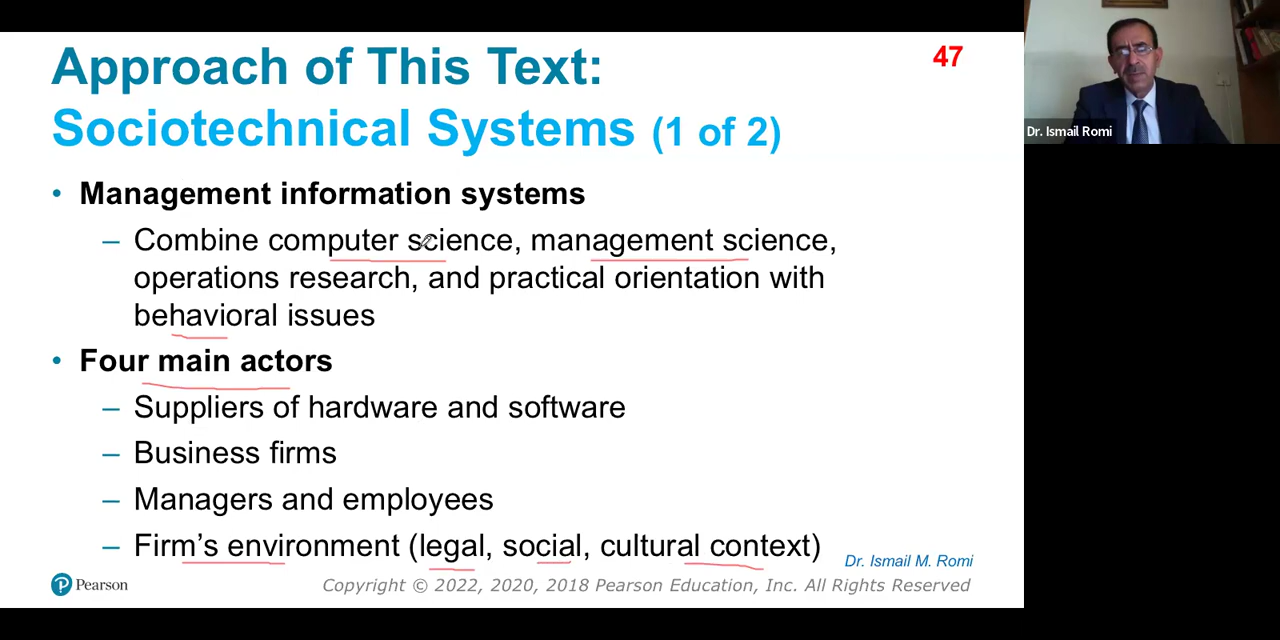 Approach of This Text:
47
Sociotechnical Systems (1 of 2)
• Management information systems
– Combine computer science, management science,
operations research, and practical orientation with
behavioral issues
• Four main actors
– Suppliers of hardware and software
– Business firms
– Managers and employees
– Firm’s environment (legal, social, cultural context)
Dr. Ismail M. Romi
Pearson
Copyright © 2022, 2020, 2018 Pearson Education, Inc. All Rights Reserved
Dr. Ismail Romi